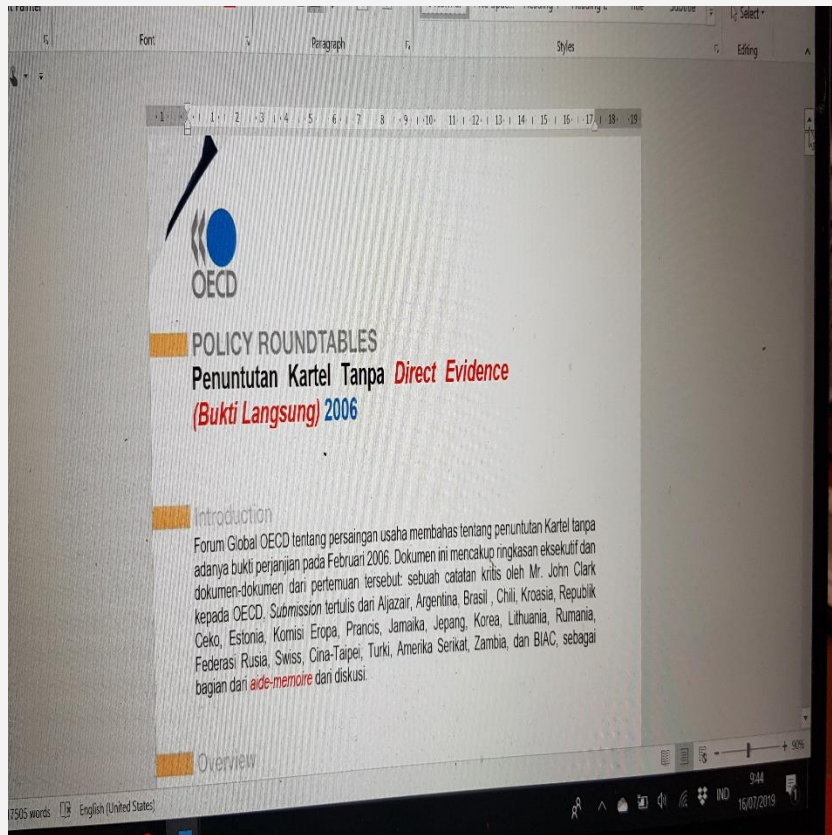 Font
Paragraph
Styles
Editing
Select
OECD
POLICY ROUNDTABLES
Penuntutan Kartel Tanpa Direct Evidence
(Bukti Langsung) 2006
Introduction
Forum Global OECD tentang persaingan usaha membahas tentang penuntutan Kartel tanpa
adanya bukti perjanjian pada Februari 2006. Dokumen ini mencakup ringkasan eksekutif dan
dokumen-dokumen dari pertemuan tersebut: sebuah catatan kritis oleh Mr. John Clark
kepada OECD. Submission tertulis dari Aljazair, Argentina, Brasil , Chili, Kroasia, Republik
Ceko, Estonia, Komisi Eropa, Prancis, Jamaika, Jepang, Korea, Lithuania, Rumania,
Federasi Rusia, Swiss, Cina-Taipei, Turki, Amerika Serikat, Zambia, dan BIAC, sebagai
bagian dari aide-memoire dari diskusi.
Overview
90%
7505 words English (United States)
IND
9:44
16/07/2019